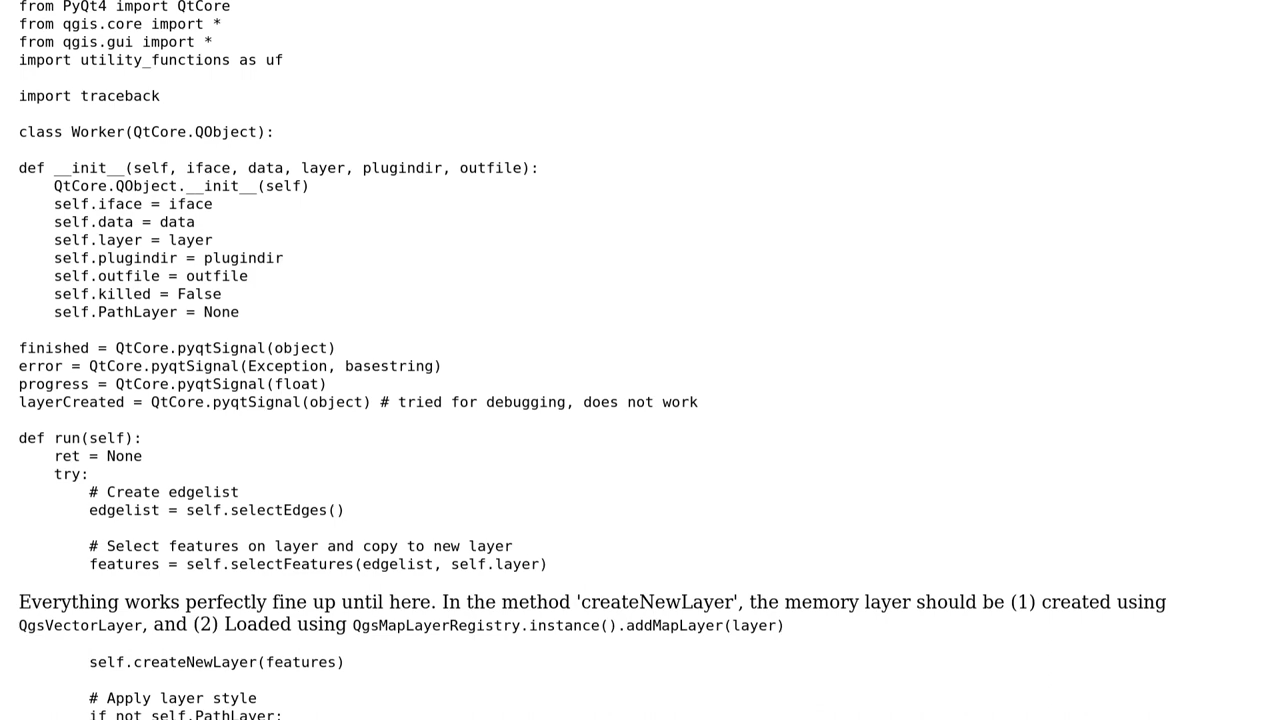 from PyQt4 import QtCore
from qgis.core import *
from qgis.gui import *
import utility_functions as uf

import traceback

class Worker(QtCore.QObject):

def __init__(self, iface, data, layer, plugindir, outfile):
    QtCore.QObject.__init__(self)
    self.iface = iface
    self.data = data
    self.layer = layer
    self.plugindir = plugindir
    self.outfile = outfile
    self.killed = False
    self.PathLayer = None

finished = QtCore.pyqtSignal(object)
error = QtCore.pyqtSignal(Exception, basestring)
progress = QtCore.pyqtSignal(float)
layerCreated = QtCore.pyqtSignal(object) # tried for debugging, does not work

def run(self):
    ret = None
    try:
        # Create edgelist
        edgelist = self.selectEdges()

        # Select features on layer and copy to new layer
        features = self.selectFeatures(edgelist, self.layer)

Everything works perfectly fine up until here. In the method 'createNewLayer', the memory layer should be (1) created using
QgsVectorLayer, and (2) Loaded using QgsMapLayerRegistry.instance().addMapLayer(layer)

        self.createNewLayer(features)

        # Apply layer style
        if not self.PathLayer: